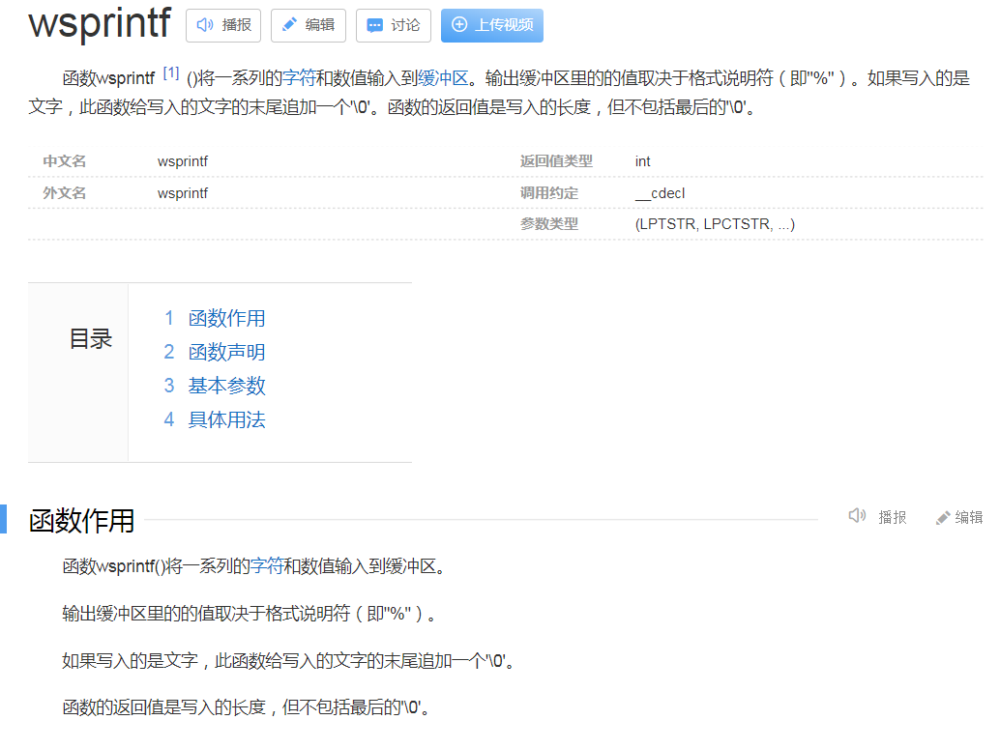 wsprintf 播报 编辑 讨论 上传视频
函数wsprintf [1] ()将一系列的字符和数值输入到缓冲区。输出缓冲区里的的值取决于格式说明符（即"%"）。如果写入的是
文字，此函数给写入的文字的末尾追加一个'\0'。函数的返回值是写入的长度，但不包括最后的'\0'。
中文名 wsprintf 返回值类型 int
外文名 wsprintf 调用约定 __cdecl
参数类型 (LPTSTR, LPCTSTR, ...)
目录
1 函数作用
2 函数声明
3 基本参数
4 具体用法
函数作用 播报 编辑
函数wsprintf()将一系列的字符和数值输入到缓冲区。
输出缓冲区里的的值取决于格式说明符（即"%"）。
如果写入的是文字，此函数给写入的文字的末尾追加一个'\0'。
函数的返回值是写入的长度，但不包括最后的'\0'。